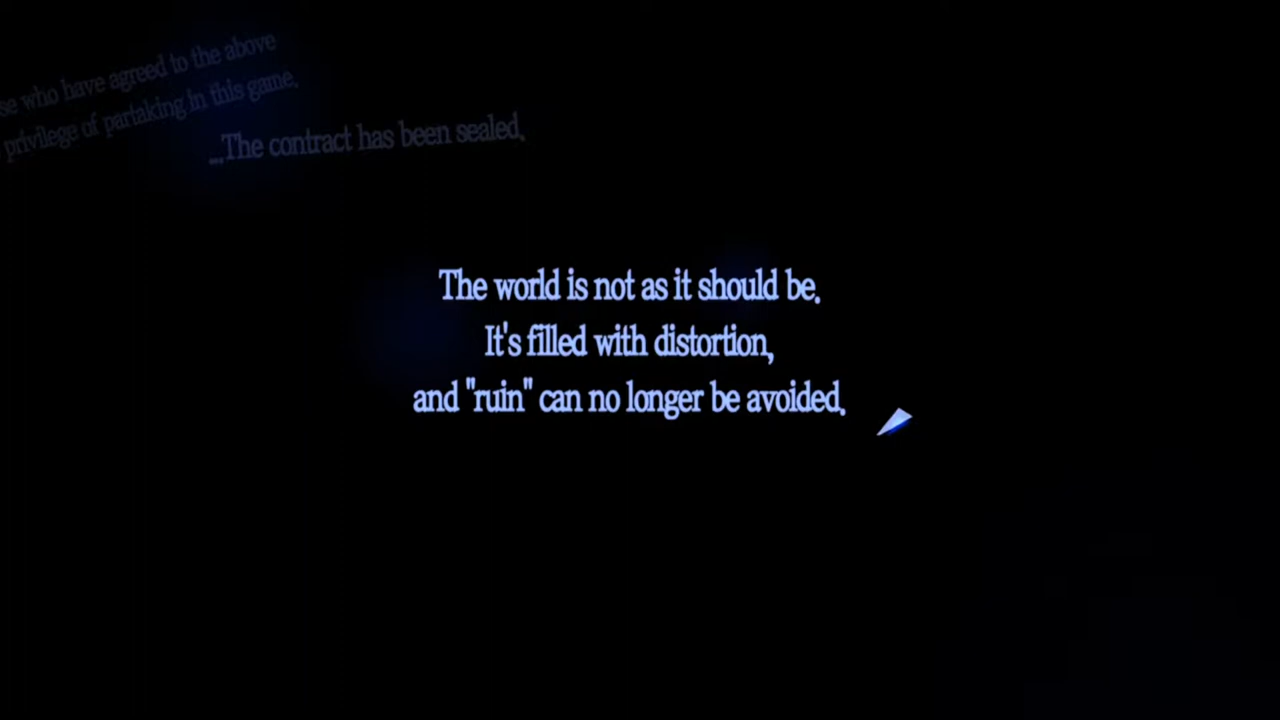 who have agreed to the above
privilege of partaking in this game.
...The contract has been sealed.
The world is not as it should be.
It's filled with distortion,
and "ruin" can no longer be avoided.